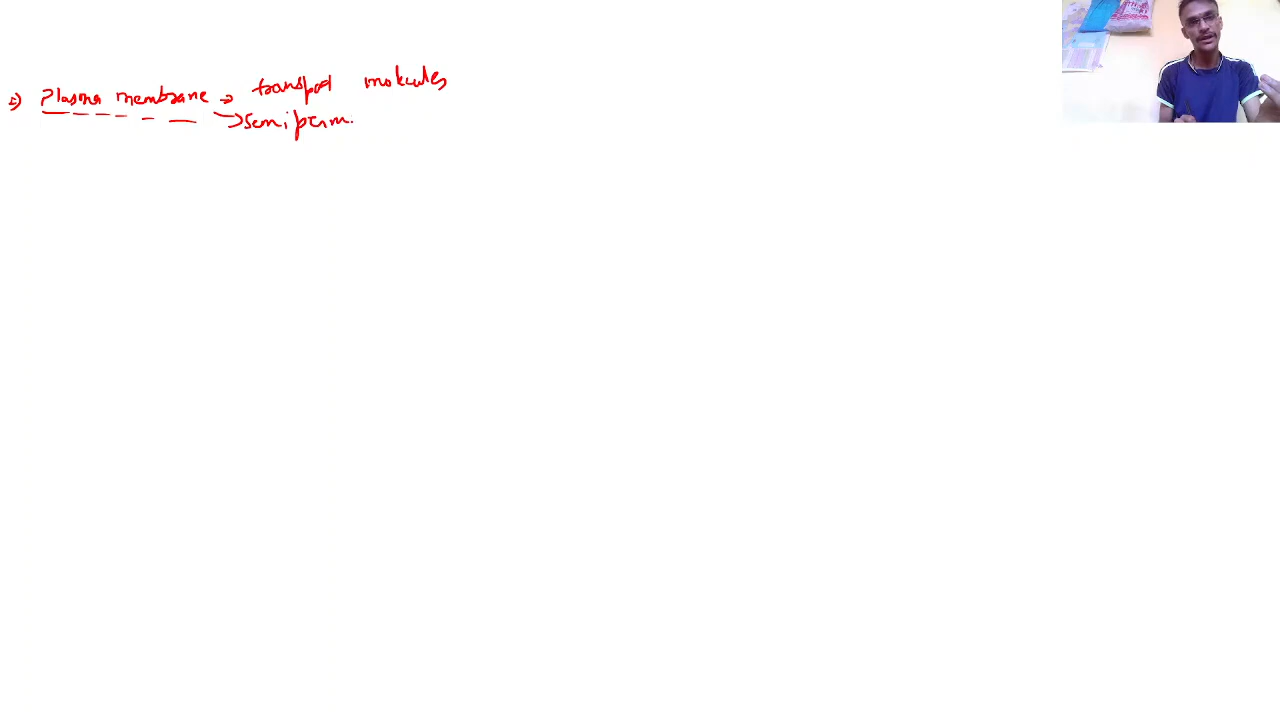 ⇒ Plasma membrane ⇒ transport molecules
→ Semi perm.